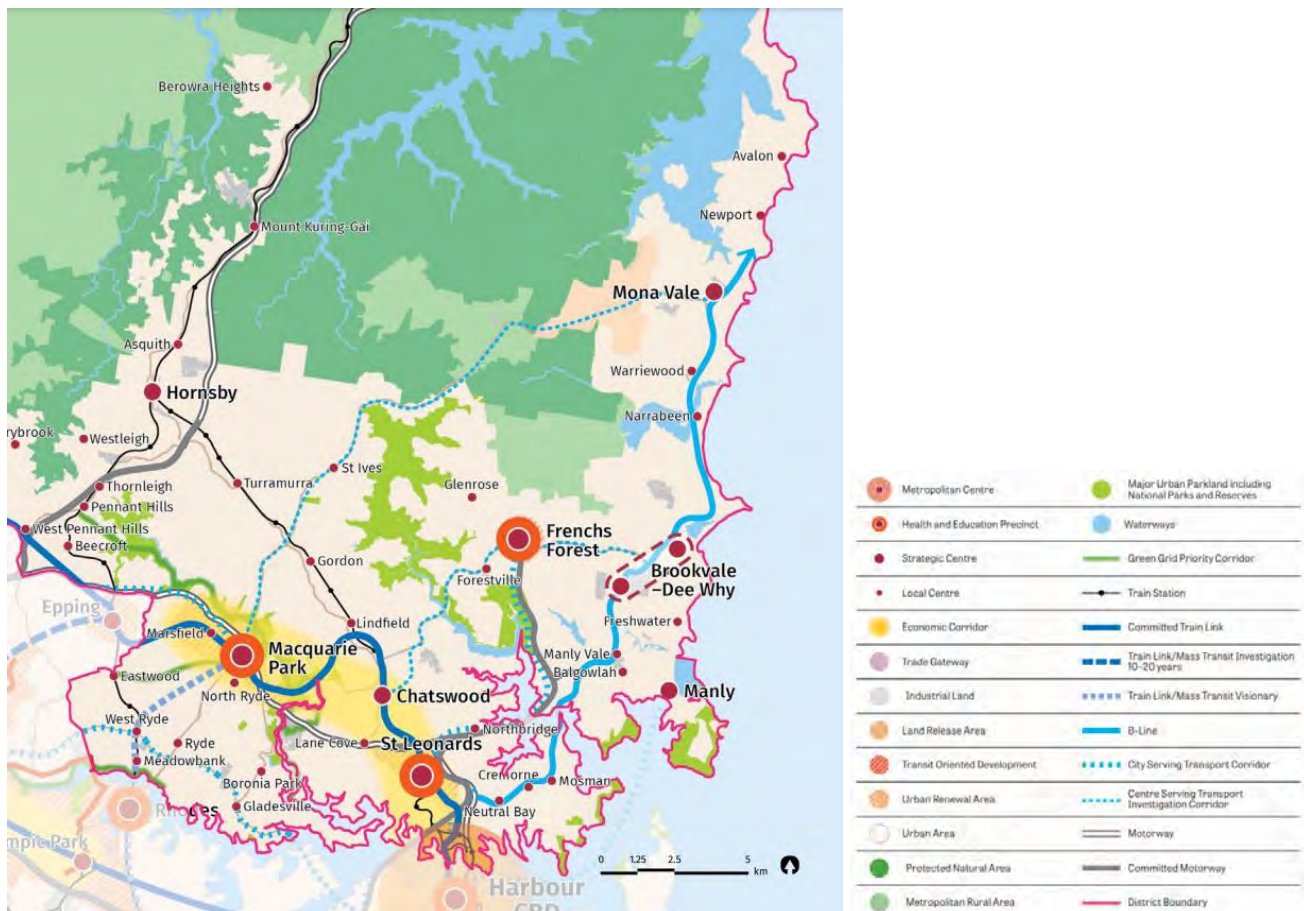 Berowra Heights
Avalon
Newport
Mount Kuring-Gai
Mona Vale
Asquith
Warriewood
Hornsby
Narrabeen
rybrook
Westleigh
St Ives
Turramurra
Glenrose
Thornleigh
Pennant Hills
West Pennant Hills
Frenchs
Forest
Beecroft
Gordon
Forestville
Brookvale
–Dee Why
Epping
Lindfield
Freshwater
Marsfield
Macquarie
Park
Manly Vale
Balgowlah
Eastwood
North Ryde
Chatswood
Manly
West Ryde
Northbridge
Ryde
Lane Cove
St Leonards
Meadowbank
Boronia Park
Cremorne
Mosman
Gladesville
Neutral Bay
Rhodes
mpic Park
Harbour
CBD
0 1.25 2.5 5
km
Metropolitan Centre
Health and Education Precinct
Strategic Centre
Local Centre
Economic Corridor
Trade Gateway
Industrial Land
Land Release Area
Transit Oriented Development
Urban Renewal Area
Urban Area
Protected Natural Area
Metropolitan Rural Area
Major Urban Parkland including
National Parks and Reserves
Waterways
Green Grid Priority Corridor
Train Station
Committed Train Link
Train Link/Mass Transit Investigation
10–20 years
Train Link/Mass Transit Visionary
B-Line
City Serving Transport Corridor
Centre Serving Transport
Investigation Corridor
Motorway
Committed Motorway
District Boundary